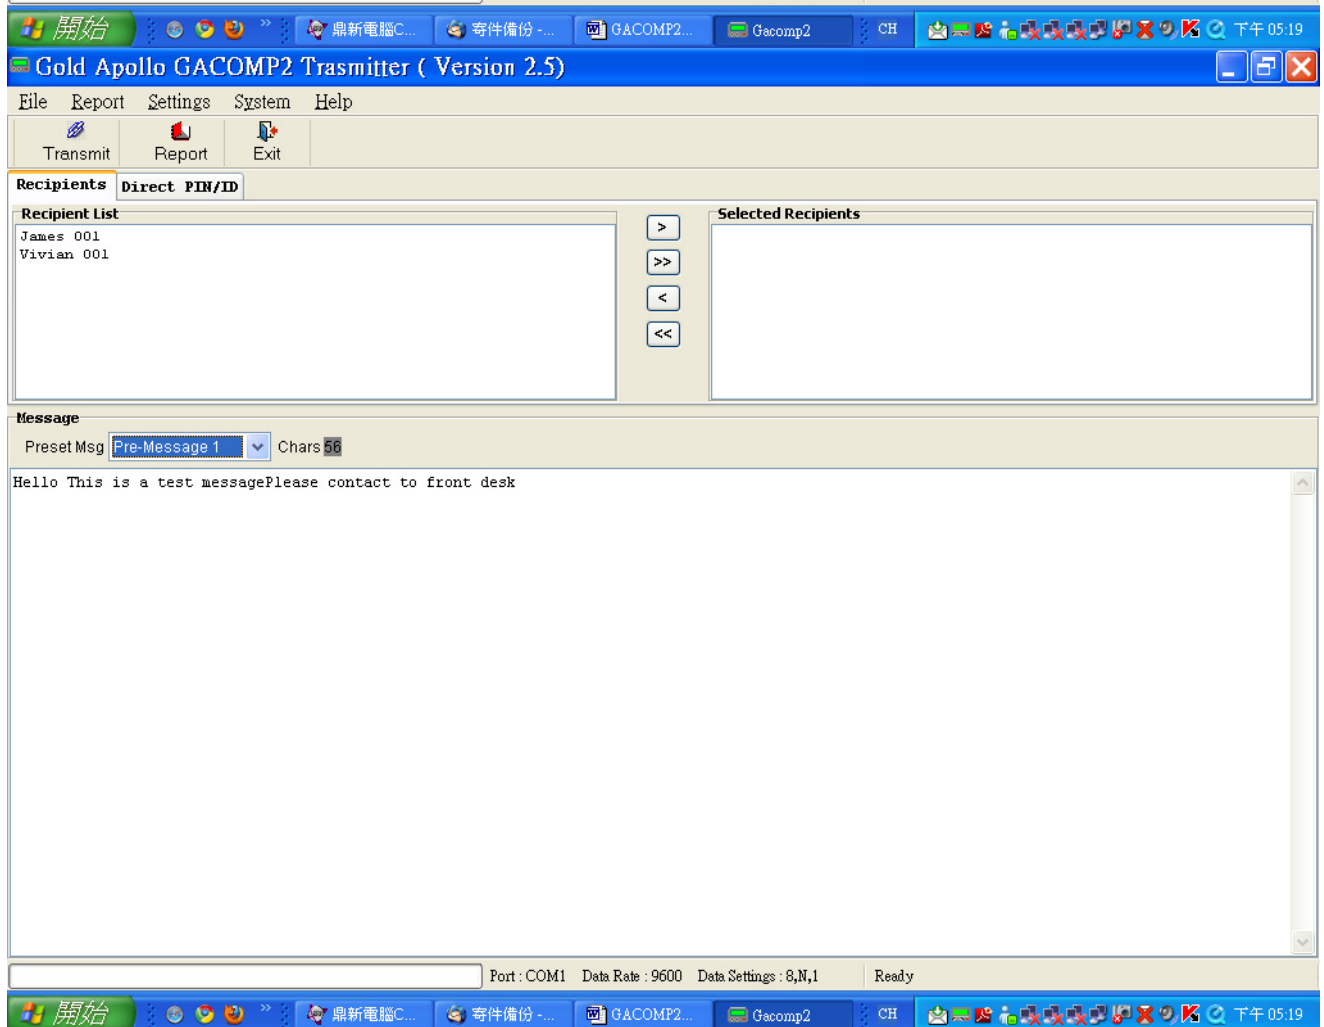 開始 » 鼎新電腦C... 寄件備份 -... GACOMP2... Gacomp2 CH 下午 05:19
Gold Apollo GACOMP2 Trasmitter ( Version 2.5)
File Report Settings System Help
Transmit Report Exit
Recipients Direct PIN/ID
Recipient List
James 001
Vivian 001
>
>>
<
<<
Selected Recipients
Message
Preset Msg Pre-Message 1 Chars 56
Hello This is a test messagePlease contact to front desk
Port : COM1 Data Rate : 9600 Data Settings : 8,N,1 Ready
開始 » 鼎新電腦C... 寄件備份 -... GACOMP2... Gacomp2 CH 下午 05:19